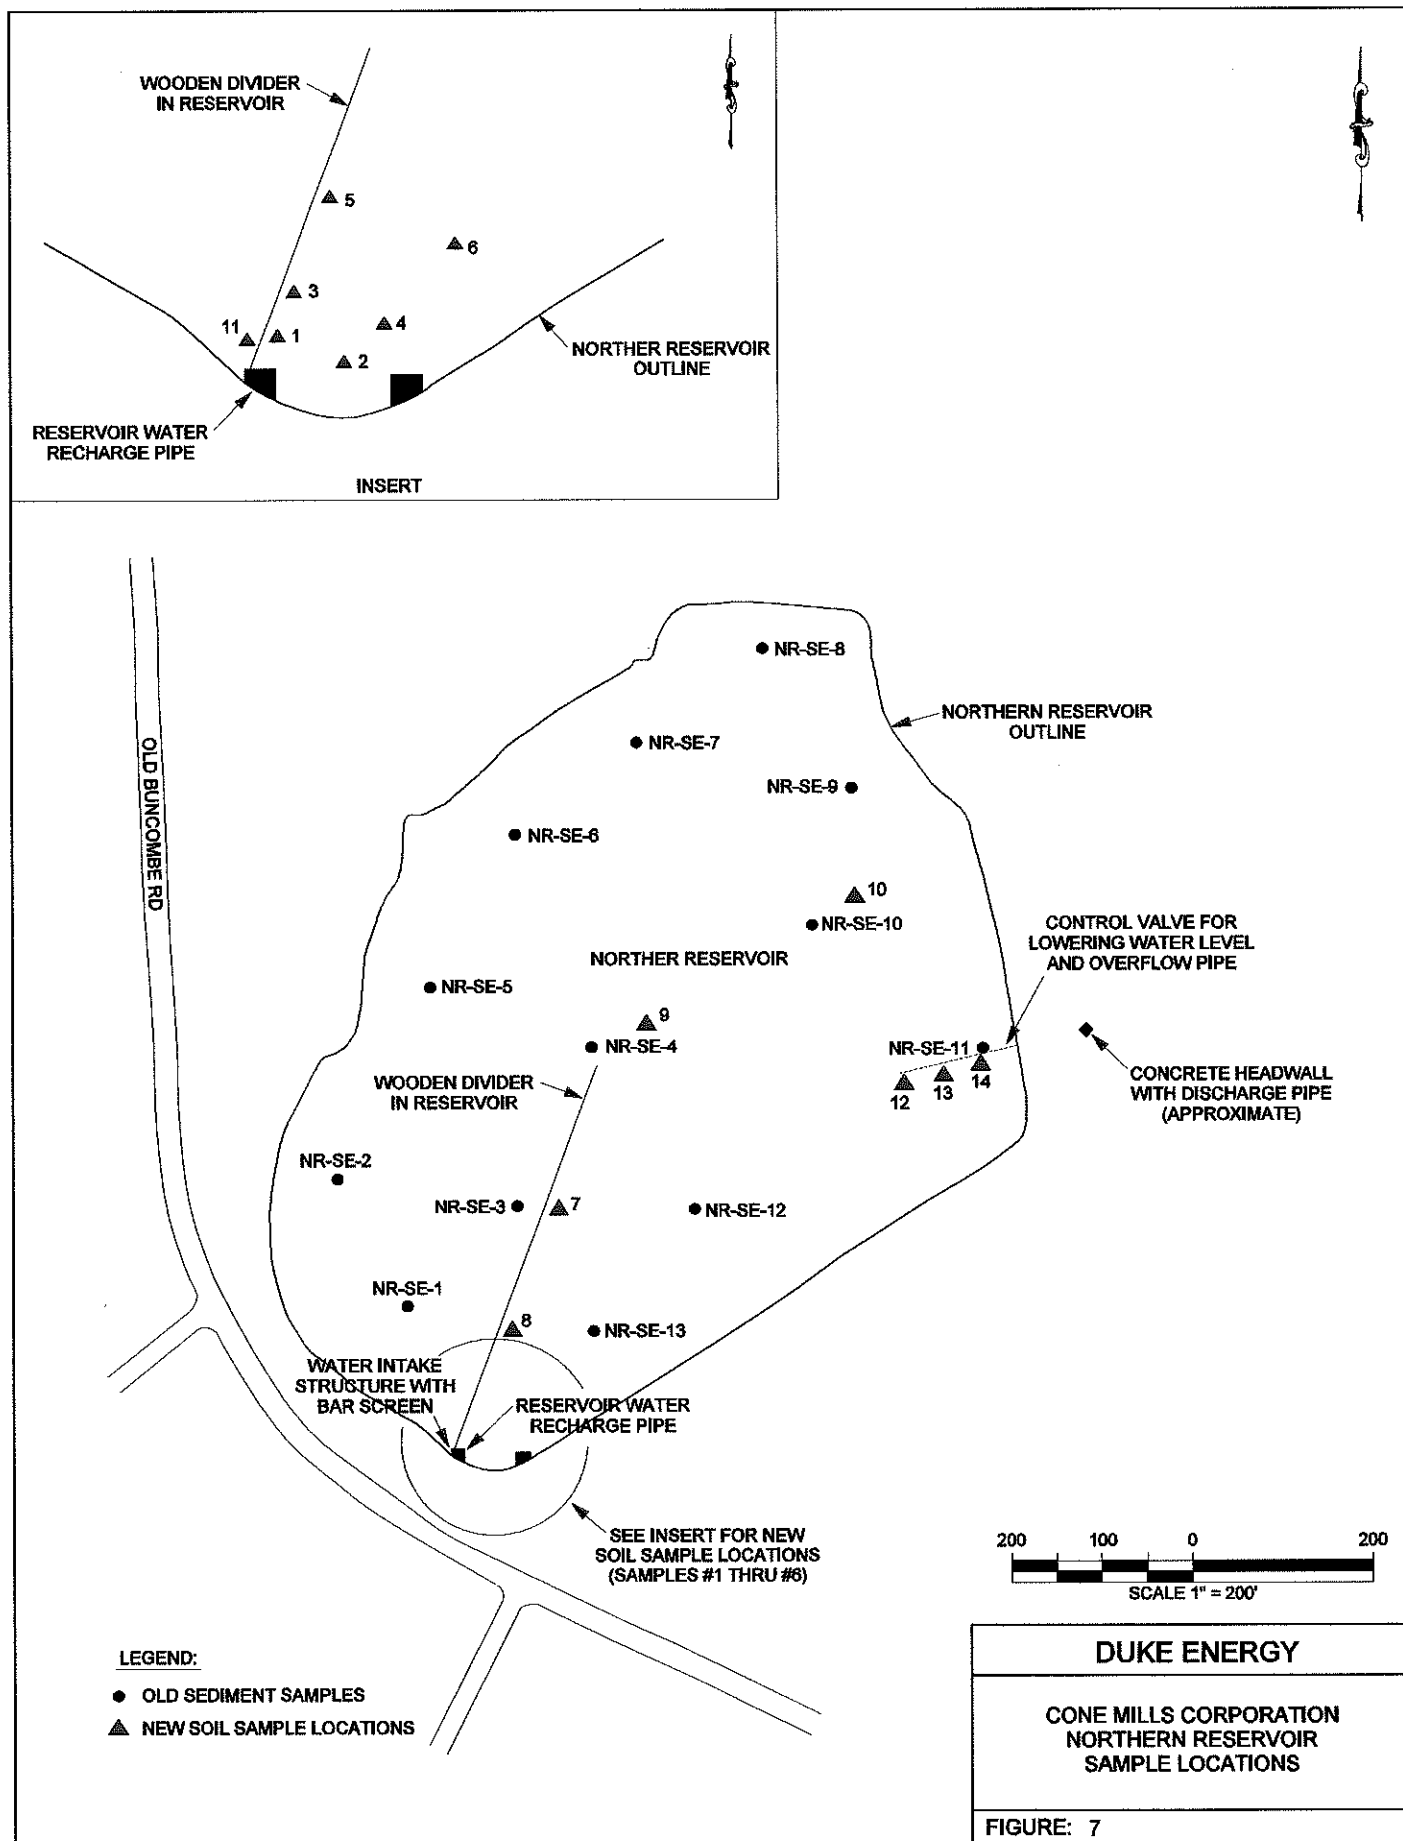 WOODEN DIVIDER
IN RESERVOIR
5
6
3
11
1
4
2
NORTHER RESERVOIR
OUTLINE
RESERVOIR WATER
RECHARGE PIPE
INSERT
OLD BUNCOMBE RD
NR-SE-8
NORTHERN RESERVOIR
OUTLINE
NR-SE-7
NR-SE-9
NR-SE-6
10
NR-SE-10
CONTROL VALVE FOR
LOWERING WATER LEVEL
AND OVERFLOW PIPE
NORTHER RESERVOIR
NR-SE-5
9
NR-SE-4
NR-SE-11
WOODEN DIVIDER
IN RESERVOIR
12
13
14
CONCRETE HEADWALL
WITH DISCHARGE PIPE
(APPROXIMATE)
NR-SE-2
NR-SE-3
7
NR-SE-12
NR-SE-1
8
NR-SE-13
WATER INTAKE
STRUCTURE WITH
BAR SCREEN
RESERVOIR WATER
RECHARGE PIPE
SEE INSERT FOR NEW
SOIL SAMPLE LOCATIONS
(SAMPLES #1 THRU #6)
200 100 0 200
SCALE 1" = 200'
LEGEND:
OLD SEDIMENT SAMPLES
NEW SOIL SAMPLE LOCATIONS
DUKE ENERGY
CONE MILLS CORPORATION
NORTHERN RESERVOIR
SAMPLE LOCATIONS
FIGURE: 7